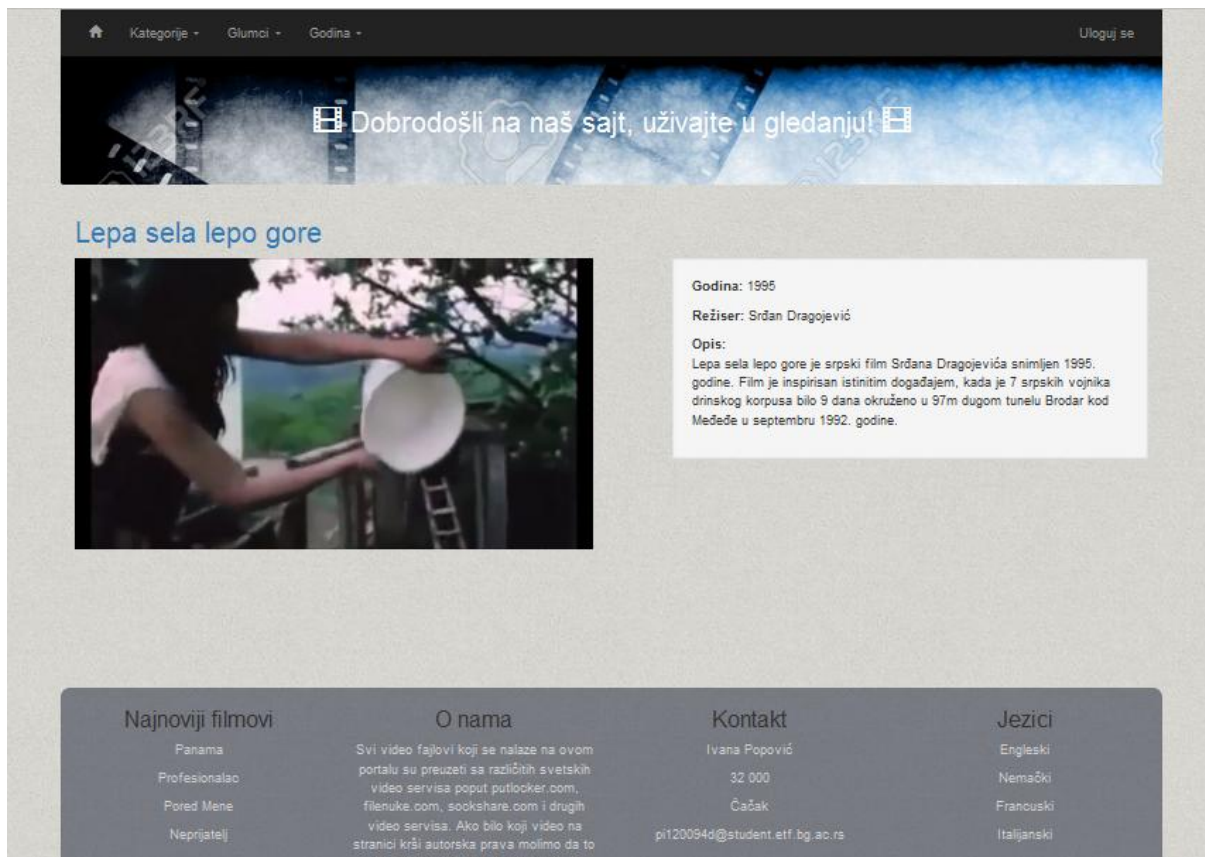 Kategorije
Glumci
Godina
Uloguj se
Dobrodošli na naš sajt, uživajte u gledanju!
Lepa sela lepo gore
Godina: 1995
Režiser: Srđan Dragojević
Opis:
Lepa sela lepo gore je srpski film Srđana Dragojevića snimljen 1995.
godine. Film je inspirisan istinitim događajem, kada je 7 srpskih vojnika
drinskog korpusa bilo 9 dana okruženo u 97m dugom tunelu Brodar kod
Međeđe u septembru 1992. godine.
Najnoviji filmovi
Panama
Profesionalac
Pored Mene
Neprijatelj
O nama
Svi video fajlovi koji se nalaze na ovom
portalu su preuzeti sa različitih svetskih
video servisa poput putlocker.com,
filenuke.com, sockshare.com i drugih
video servisa. Ako bilo koji video na
stranici krši autorska prava molimo da to
Kontakt
Ivana Popović
32 000
Čačak
pi120094d@student.etf.bg.ac.rs
Jezici
Engleski
Nemački
Francuski
Italijanski